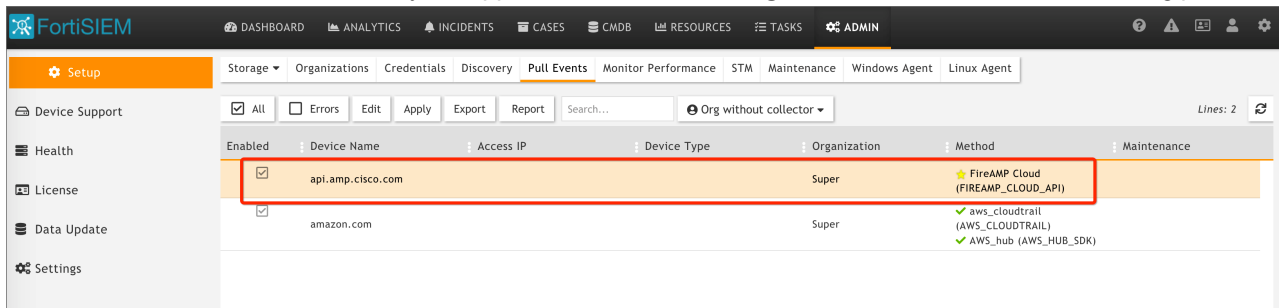 FortiSIEM
DASHBOARD ANALYTICS INCIDENTS CASES CMDB RESOURCES TASKS ADMIN
Setup
Storage Organizations Credentials Discovery Pull Events Monitor Performance STM Maintenance Windows Agent Linux Agent
Device Support
All Errors Edit Apply Export Report Search... Org without collector Lines: 2
Health
Enabled Device Name Access IP Device Type Organization Method Maintenance
api.amp.cisco.com Super FireAMP Cloud
(FIREAMP_CLOUD_API)
License
Data Update
amazon.com Super aws_cloudtrail
(AWS_CLOUDTRAIL)
AWS_hub (AWS_HUB_SDK)
Settings